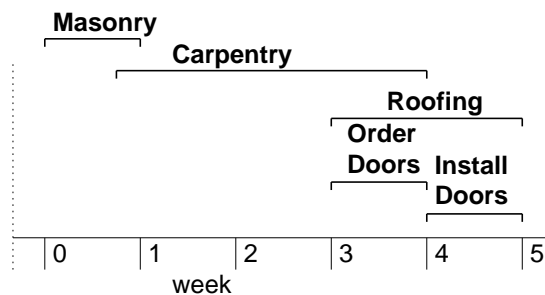 Masonry
Carpentry
Roofing
Order
Doors
Install
Doors
0 1 2 3 4 5
week